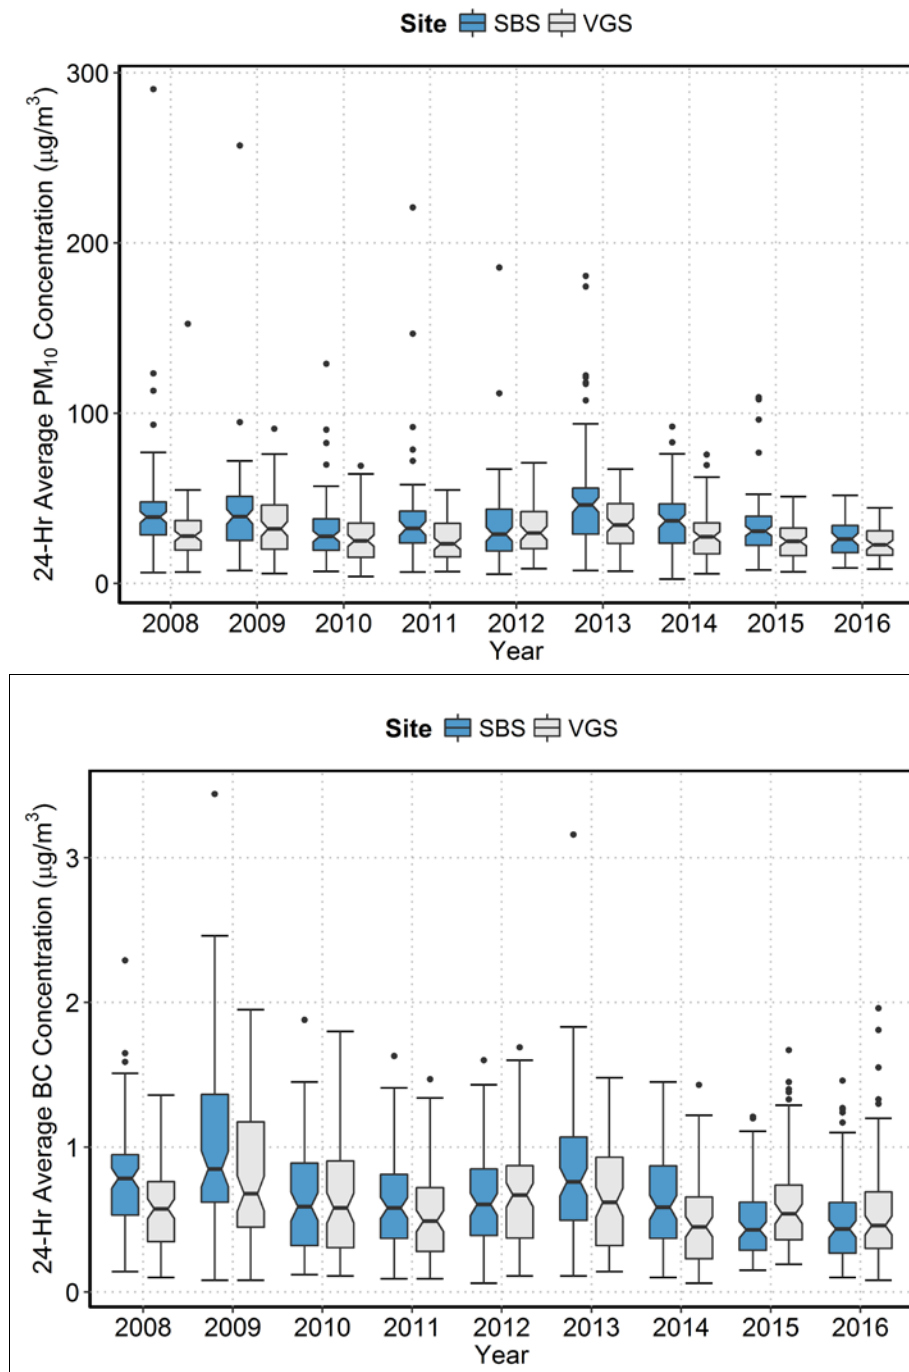 Site SBS VGS
24-Hr Average PM₁₀ Concentration (μg/m³)
300
200
100
0
2008 2009 2010 2011 2012 2013 2014 2015 2016
Year
Site SBS VGS
24-Hr Average BC Concentration (μg/m³)
3
2
1
0
2008 2009 2010 2011 2012 2013 2014 2015 2016
Year